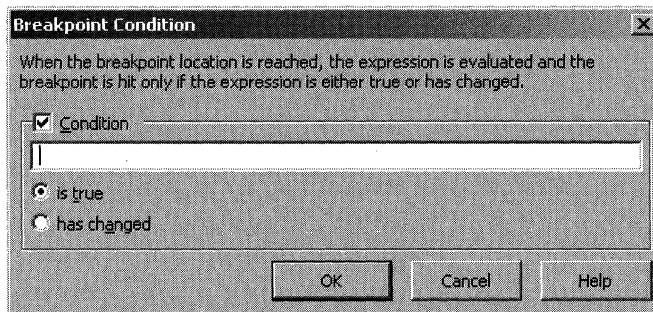 Breakpoint Condition
When the breakpoint location is reached, the expression is evaluated and the
breakpoint is hit only if the expression is either true or has changed.
Condition
is true
has changed
OK Cancel Help